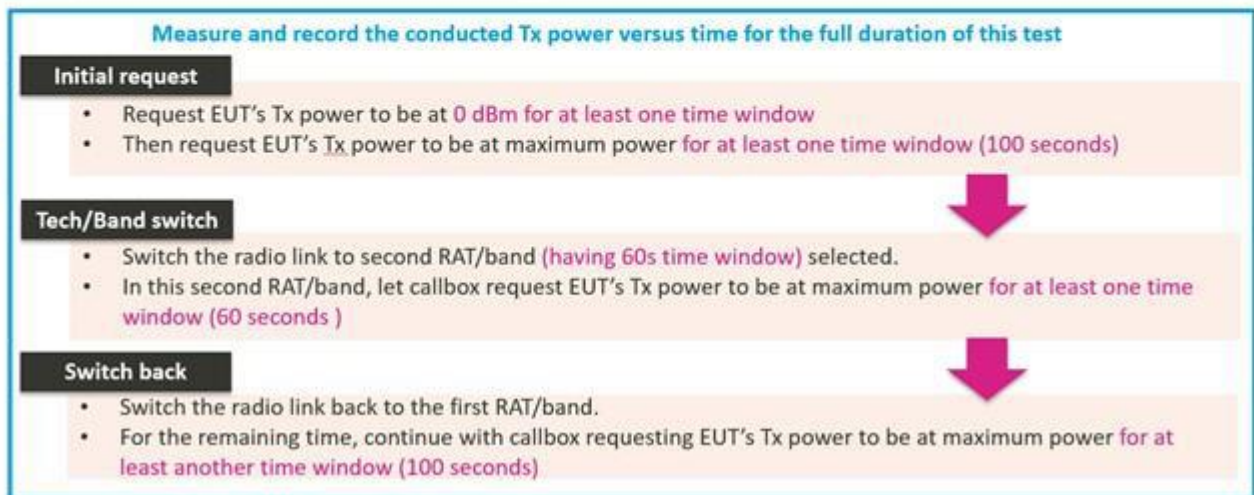 Measure and record the conducted Tx power versus time for the full duration of this test
Initial request
• Request EUT's Tx power to be at 0 dBm for at least one time window
• Then request EUT's Tx power to be at maximum power for at least one time window (100 seconds)
Tech/Band switch
• Switch the radio link to second RAT/band (having 60s time window) selected.
• In this second RAT/band, let callbox request EUT's Tx power to be at maximum power for at least one time
window (60 seconds )
Switch back
• Switch the radio link back to the first RAT/band.
• For the remaining time, continue with callbox requesting EUT's Tx power to be at maximum power for at
least another time window (100 seconds)